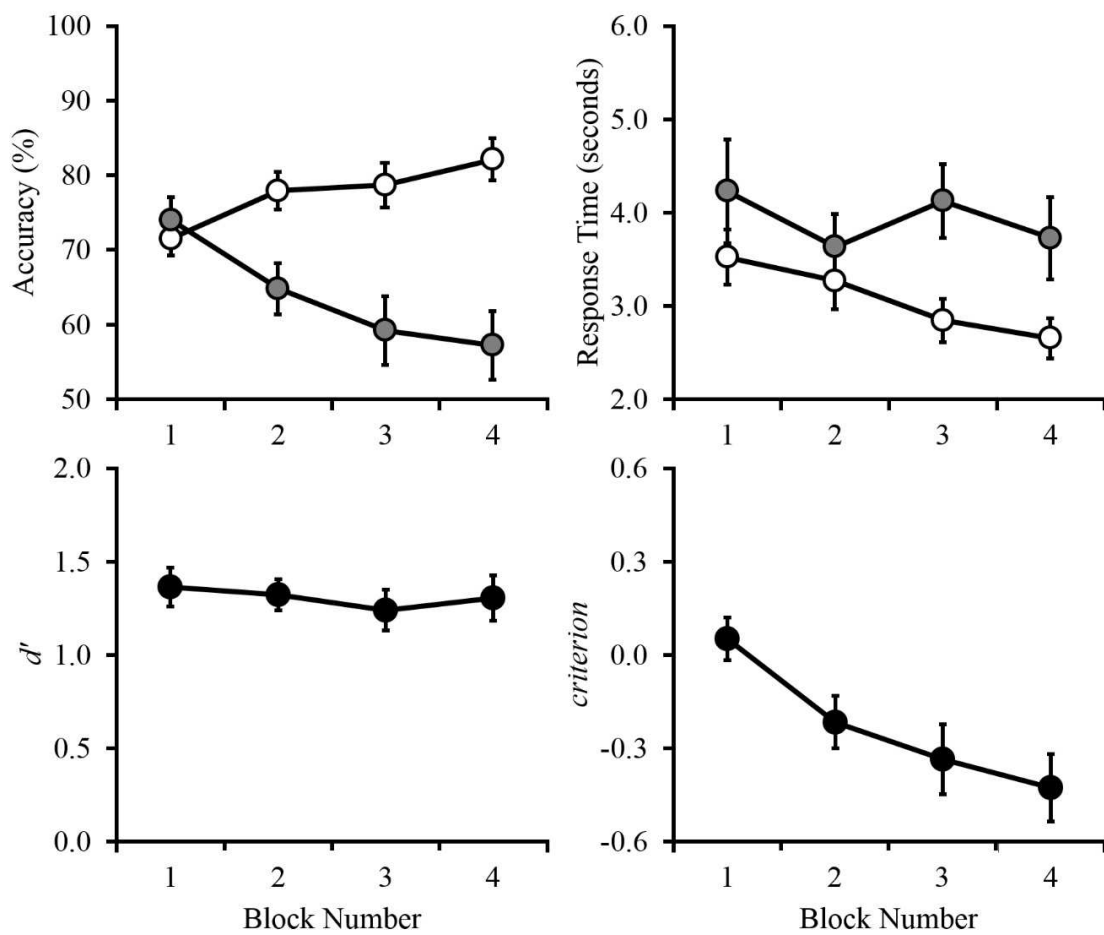 Accuracy (%)
100
90
80
70
60
50
1 2 3 4
Response Time (seconds)
6.0
5.0
4.0
3.0
2.0
1 2 3 4
d'
2.0
1.5
1.0
0.5
0.0
1 2 3 4
Block Number
criterion
0.6
0.3
0.0
-0.3
-0.6
1 2 3 4
Block Number